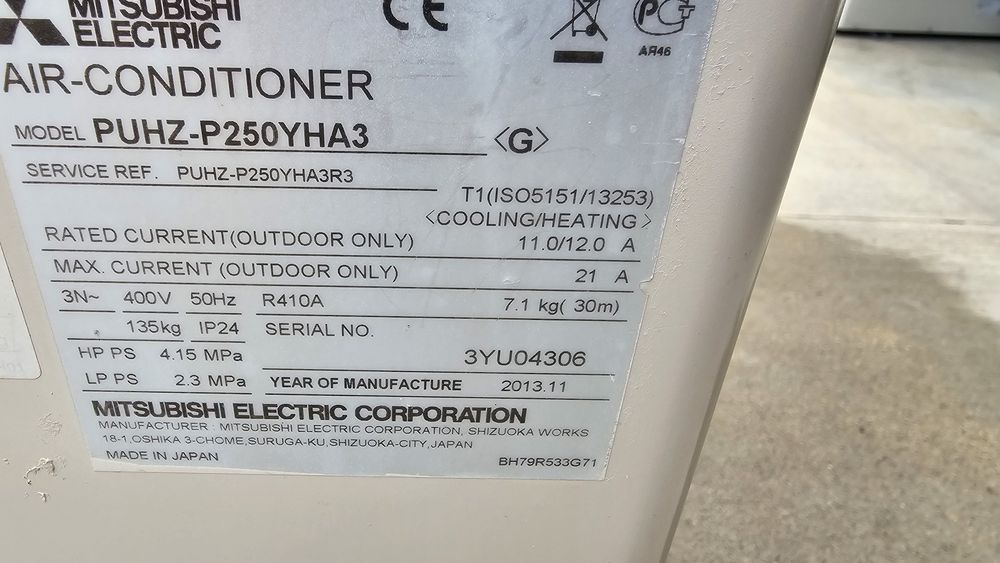 MITSUBISHI
ELECTRIC
CE
PCT
АЯ46
AIR-CONDITIONER
MODEL PUHZ-P250YHA3 <G>
SERVICE REF. PUHZ-P250YHA3R3
T1(ISO5151/13253)
<COOLING/HEATING>
RATED CURRENT(OUTDOOR ONLY) 11.0/12.0 A
MAX. CURRENT (OUTDOOR ONLY) 21 A
3N~ 400V 50Hz R410A 7.1 kg( 30m)
135kg IP24 SERIAL NO.
3YU04306
HP PS 4.15 MPa
LP PS 2.3 MPa YEAR OF MANUFACTURE 2013.11
MITSUBISHI ELECTRIC CORPORATION
MANUFACTURER : MITSUBISHI ELECTRIC CORPORATION, SHIZUOKA WORKS
18-1,OSHIKA 3-CHOME,SURUGA-KU,SHIZUOKA-CITY,JAPAN
MADE IN JAPAN BH79R533G71